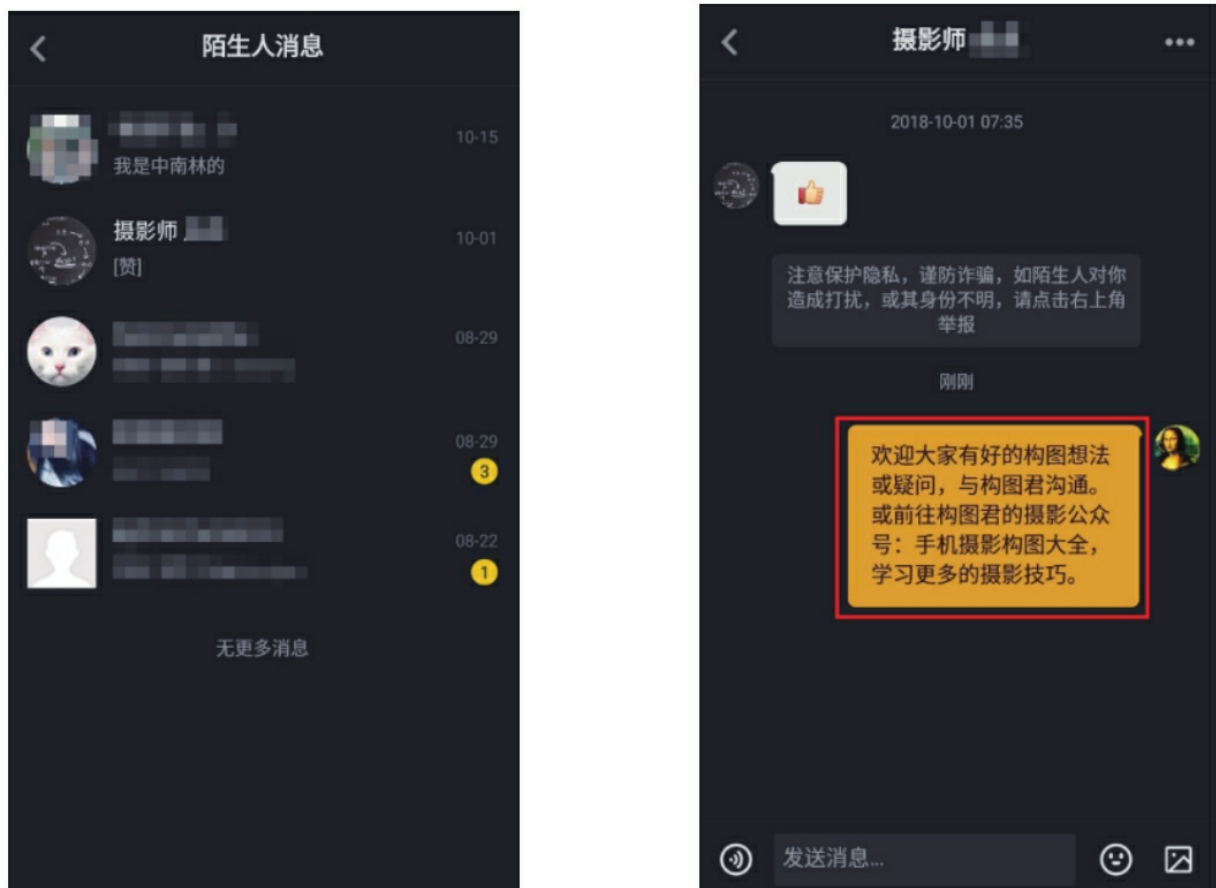 陌生人消息
10-15
我是中南林的
摄影师
10-01
[赞]
08-29
08-29
3
08-22
1
无更多消息
摄影师
2018-10-01 07:35
注意保护隐私，谨防诈骗，如陌生人对你
造成打扰，或其身份不明，请点击右上角
举报
刚刚
欢迎大家有好的构图想法
或疑问，与构图君沟通。
或前往构图君的摄影公众
号：手机摄影构图大全，
学习更多的摄影技巧。
发送消息...